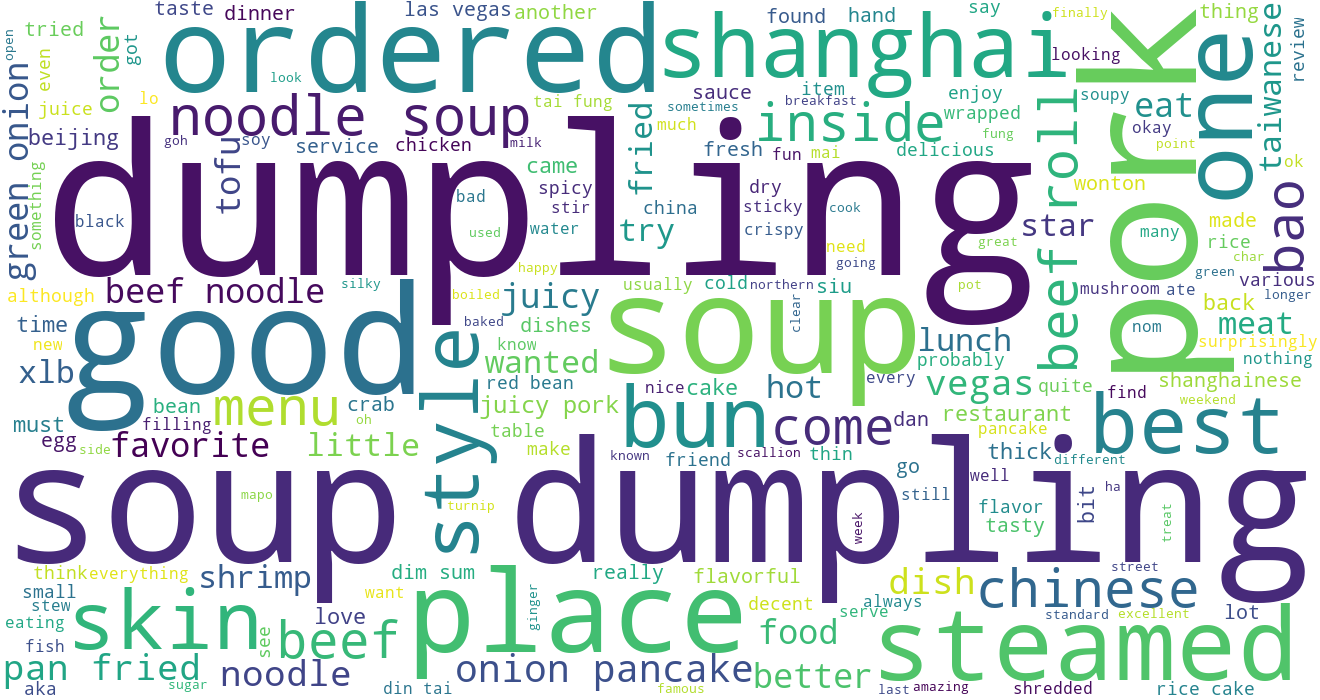 taste
dinner
las vegas
another
found
hand
say
finally
thing
tried
open
got
order
even
ordered
look
shanghai
looking
pork
one
taiwanese
review
juice
lo
noodle soup
tai fung
sauce
sometimes
item
breakfast
enjoy
wrapped
soupy
eat
green onion
beijing
goh
soy
service
chicken
milk
much
inside
fung
okay
point
ok
tofu
fried
fresh
fun
mai
delicious
beef roll
wonton
something
black
dumpling
came
spicy
stir
bad
used
water
china
try
dry
sticky
crispy
cook
need
going
great
star
many
made
rice
char
bao
although
beef noodle
silky
happy
boiled
baked
juicy
usually
cold
northern
siu
pot
mushroom
ate
green
various
longer
back
time
new
good
style
know
dishes
wanted
soup
clear
lunch
probably
nom
meat
surprisingly
nothing
xlb
must
bean
filling
menu
crab
oh
red bean
juicy pork
nice
cake
hot
every
vegas
quite
find
shanghainese
weekend
egg
side
favorite
little
table
make
bun
come
dan
restaurant
pancake
best
known
friend
scallion
thin
go
still
well
thick
different
mapo
turnip
soup dumpling
week
flavor
tasty
bit
ha
treat
think
everything
small
stew
eating
fish
skin
shrimp
love
see
beef
dim sum
want
place
ginger
really
flavorful
decent
food
serve
always
dish
chinese
street
standard
excellent
lot
steamed
pan fried
aka
sugar
noodle
din tai
onion pancake
famous
better
last
amazing
shredded
rice cake